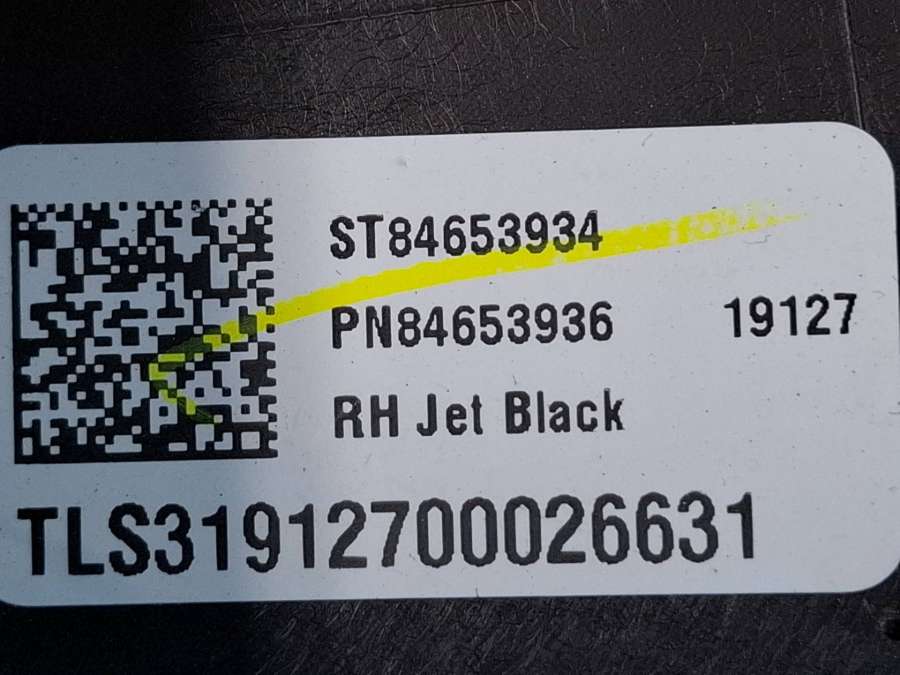 ST84653934
PN84653936 19127
RH Jet Black
TLS31912700026631